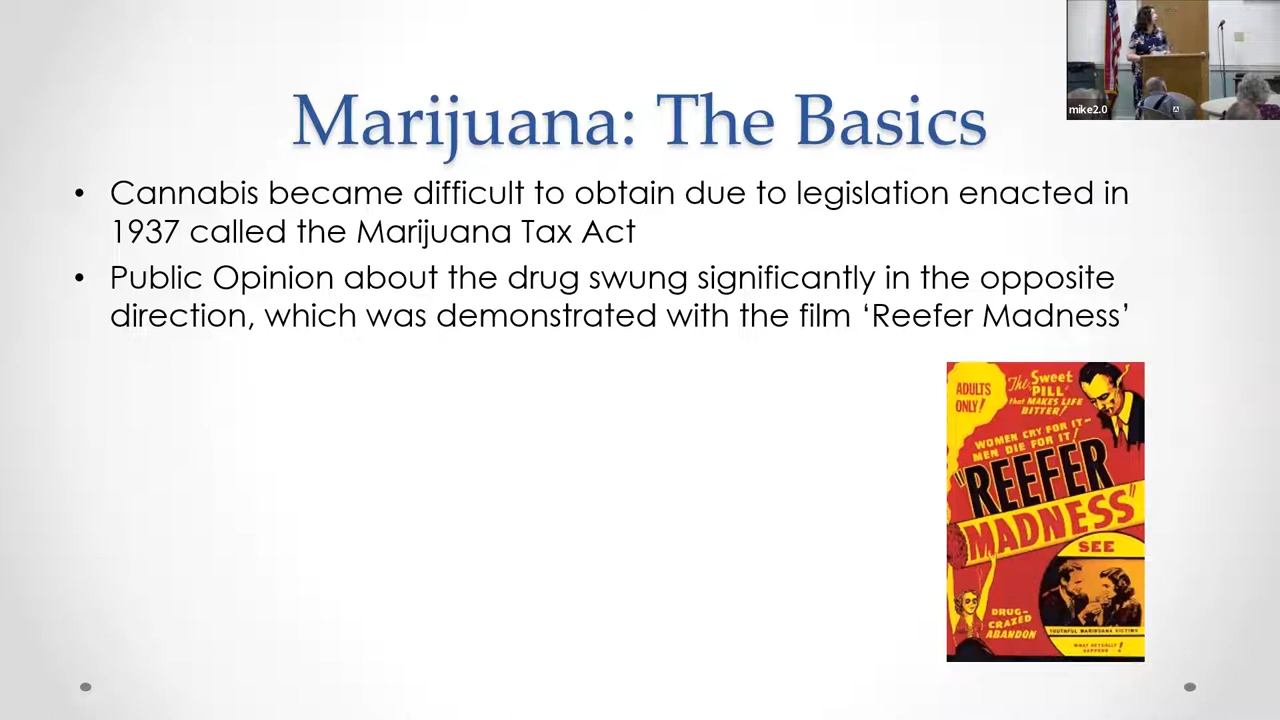 mike2.0
Marijuana: The Basics
• Cannabis became difficult to obtain due to legislation enacted in
1937 called the Marijuana Tax Act
• Public Opinion about the drug swung significantly in the opposite
direction, which was demonstrated with the film ‘Reefer Madness’
ADULTS
ONLY!
The Sweet
PILL
that MAKES LIFE
BITTER!
WOMEN CRY FOR IT-
MEN DIE FOR IT!
"REEFER
MADNESS"
SEE
DRUG-
CRAZED
ABANDON
YOUTHFUL MARIHUANA VICTIMS
WHAT ACTUALLY
HAPPENS